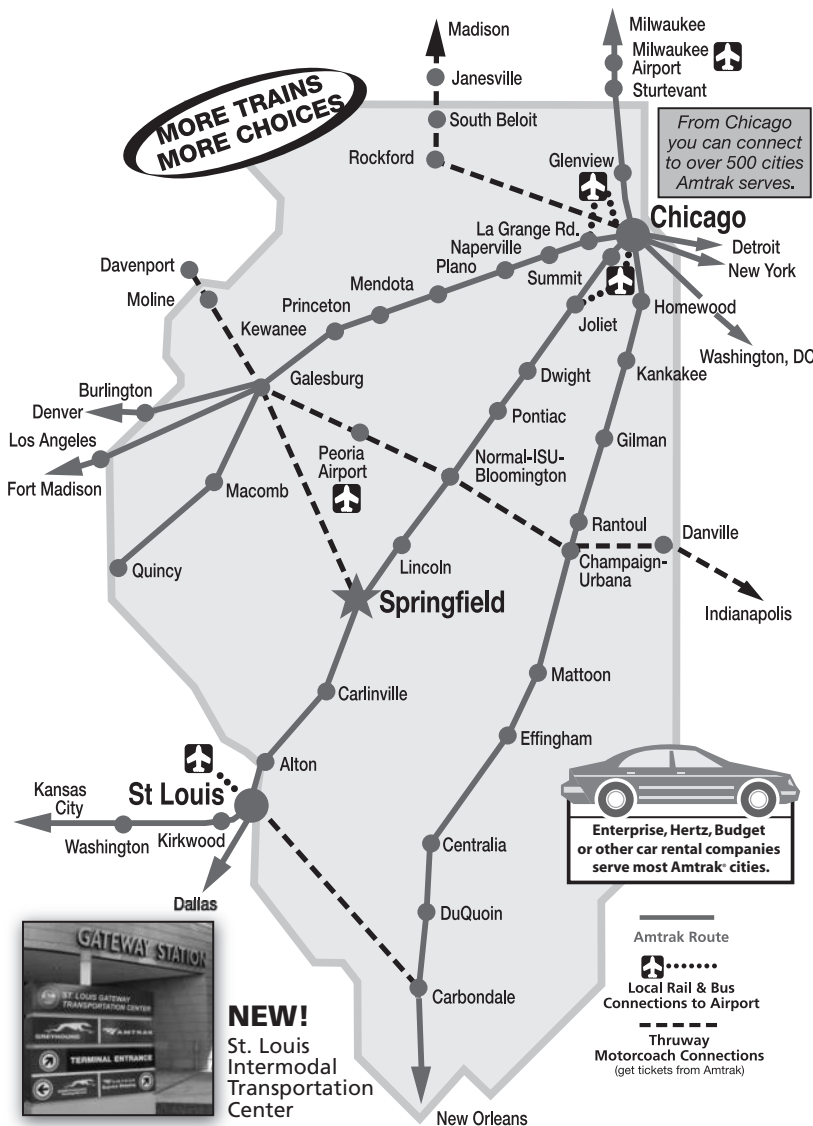 Milwaukee
Milwaukee
Airport
Sturtevant
Madison
Janesville
South Beloit
Rockford
MORE TRAINS
MORE CHOICES
From Chicago
you can connect
to over 500 cities
Amtrak serves.
Glenview
Chicago
La Grange Rd.
Naperville
Plano
Mendota
Princeton
Kewanee
Summit
Joliet
Detroit
New York
Homewood
Washington, DC
Davenport
Moline
Galesburg
Burlington
Denver
Los Angeles
Fort Madison
Macomb
Quincy
Peoria
Airport
Dwight
Pontiac
Normal-ISU-
Bloomington
Lincoln
Springfield
Kankakee
Gilman
Rantoul
Champaign-
Urbana
Danville
Indianapolis
Carlinville
Alton
St Louis
Kansas
City
Washington
Kirkwood
Dallas
Mattoon
Effingham
Centralia
DuQuoin
Carbondale
New Orleans
Enterprise, Hertz, Budget
or other car rental companies
serve most Amtrak® cities.
Amtrak Route
Local Rail & Bus
Connections to Airport
Thruway
Motorcoach Connections
(get tickets from Amtrak)
GATEWAY STATION
ST. LOUIS GATEWAY
TRANSPORTATION CENTER
GREYHOUND
AMTRAK
TERMINAL ENTRANCE
NEW!
St. Louis
Intermodal
Transportation
Center